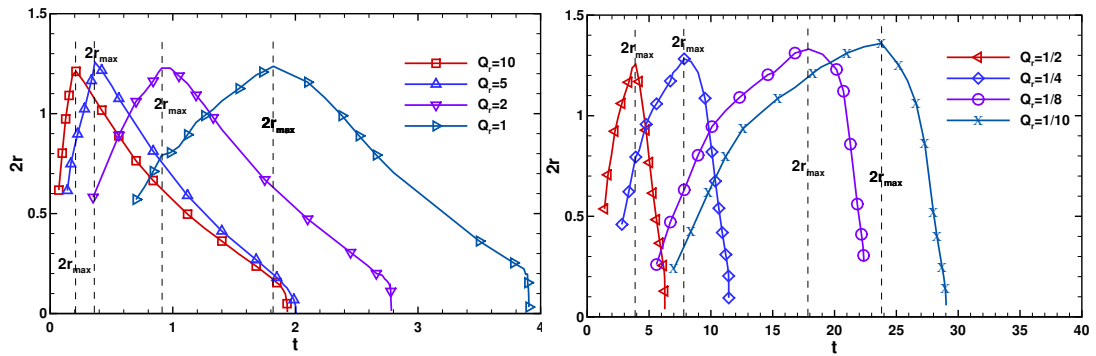 1.5
1
0.5
0
2r
0
1
2
3
4
t
2r_max
2r_max
2r_max
2r_max
2r_max
Q_r=10
Q_r=5
Q_r=2
Q_r=1
1.5
1
0.5
0
2r
0
5
10
15
20
25
30
35
40
t
2r_max
2r_max
2r_max
2r_max
Q_r=1/2
Q_r=1/4
Q_r=1/8
X Q_r=1/10